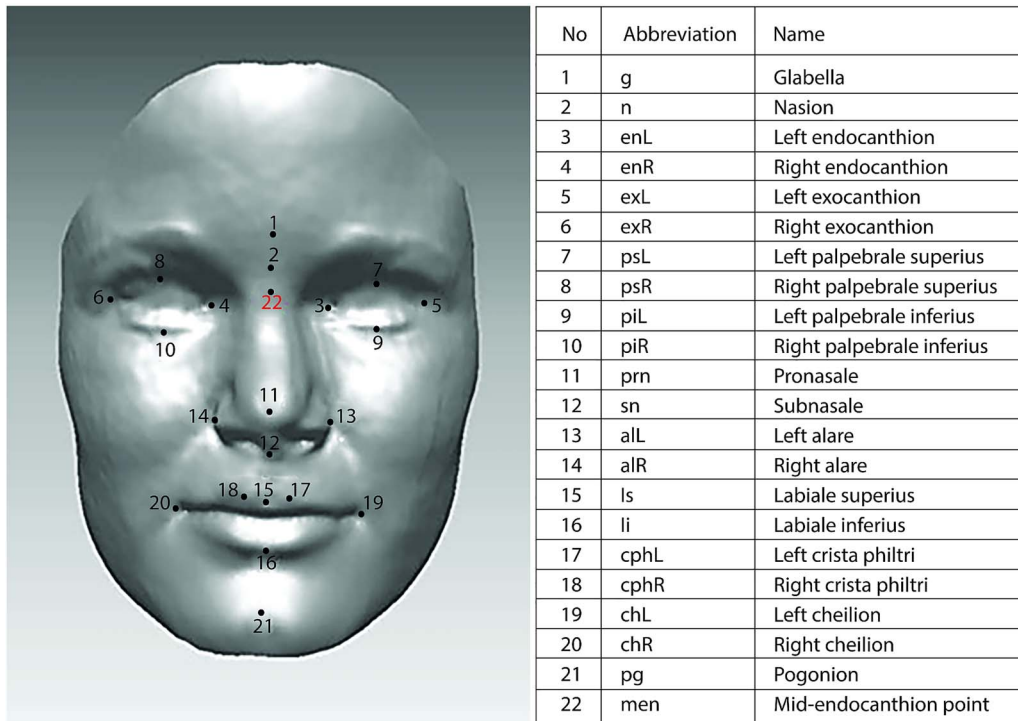 1
2
8
7
22
6
4
3
5
10
9
11
14
13
12
18
15
17
20
19
16
21
No Abbreviation Name
1 g Glabella
2 n Nasion
3 enL Left endocanthion
4 enR Right endocanthion
5 exL Left exocanthion
6 exR Right exocanthion
7 psL Left palpebrale superius
8 psR Right palpebrale superius
9 piL Left palpebrale inferius
10 piR Right palpebrale inferius
11 prn Pronasale
12 sn Subnasale
13 alL Left alare
14 alR Right alare
15 ls Labiale superius
16 li Labiale inferius
17 cphL Left crista philtri
18 cphR Right crista philtri
19 chL Left cheilion
20 chR Right cheilion
21 pg Pogonion
22 men Mid-endocanthion point